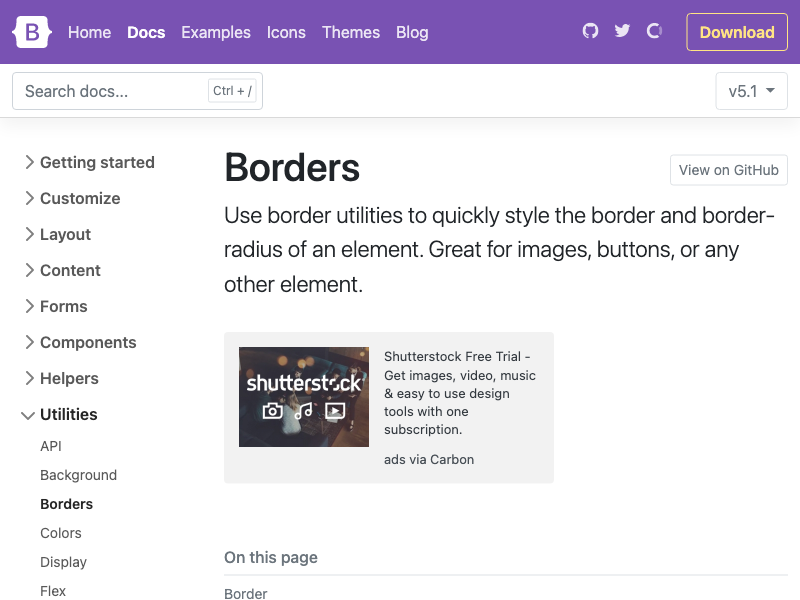 B Home Docs Examples Icons Themes Blog Download
Search docs... Ctrl + / v5.1
Getting started
Customize
Layout
Content
Forms
Components
Helpers
Utilities
API
Background
Borders
Colors
Display
Flex
Borders
View on GitHub
Use border utilities to quickly style the border and border-
radius of an element. Great for images, buttons, or any
other element.
shutterstock
Shutterstock Free Trial -
Get images, video, music
& easy to use design
tools with one
subscription.
ads via Carbon
On this page
Border